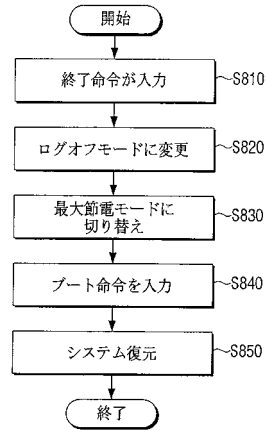 開始
終了命令が入力
S810
ログオフモードに変更
S820
最大節電モードに
切り替え
S830
ブート命令を入力
S840
システム復元
S850
終了